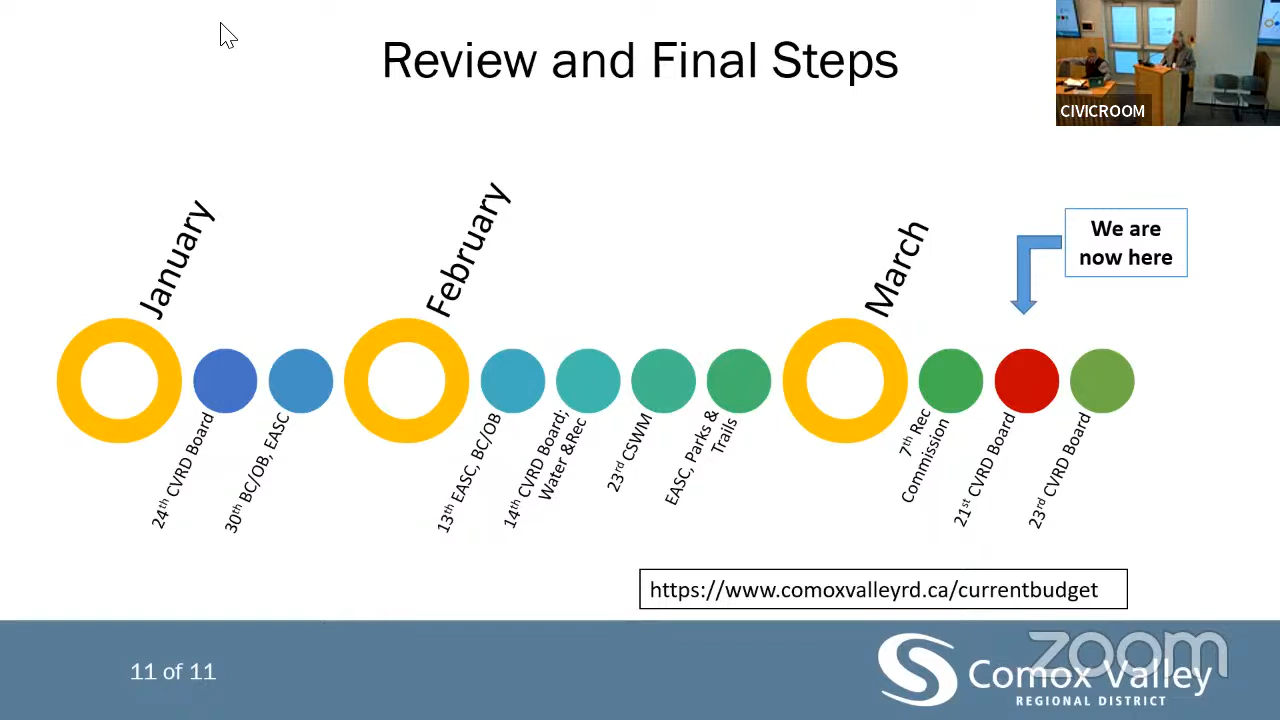 Review and Final Steps
CIVICROOM
January
February
March
We are
now here
24th CVRD Board
30th BC/OB, EASC
13th EASC, BC/OB
14th CVRD Board;
Water &Rec
23rd CSWM
EASC, Parks &
Trails
7th Rec
Commission
21st CVRD Board
23rd CVRD Board
https://www.comoxvalleyrd.ca/currentbudget
11 of 11
zoom
Comox Valley
REGIONAL DISTRICT